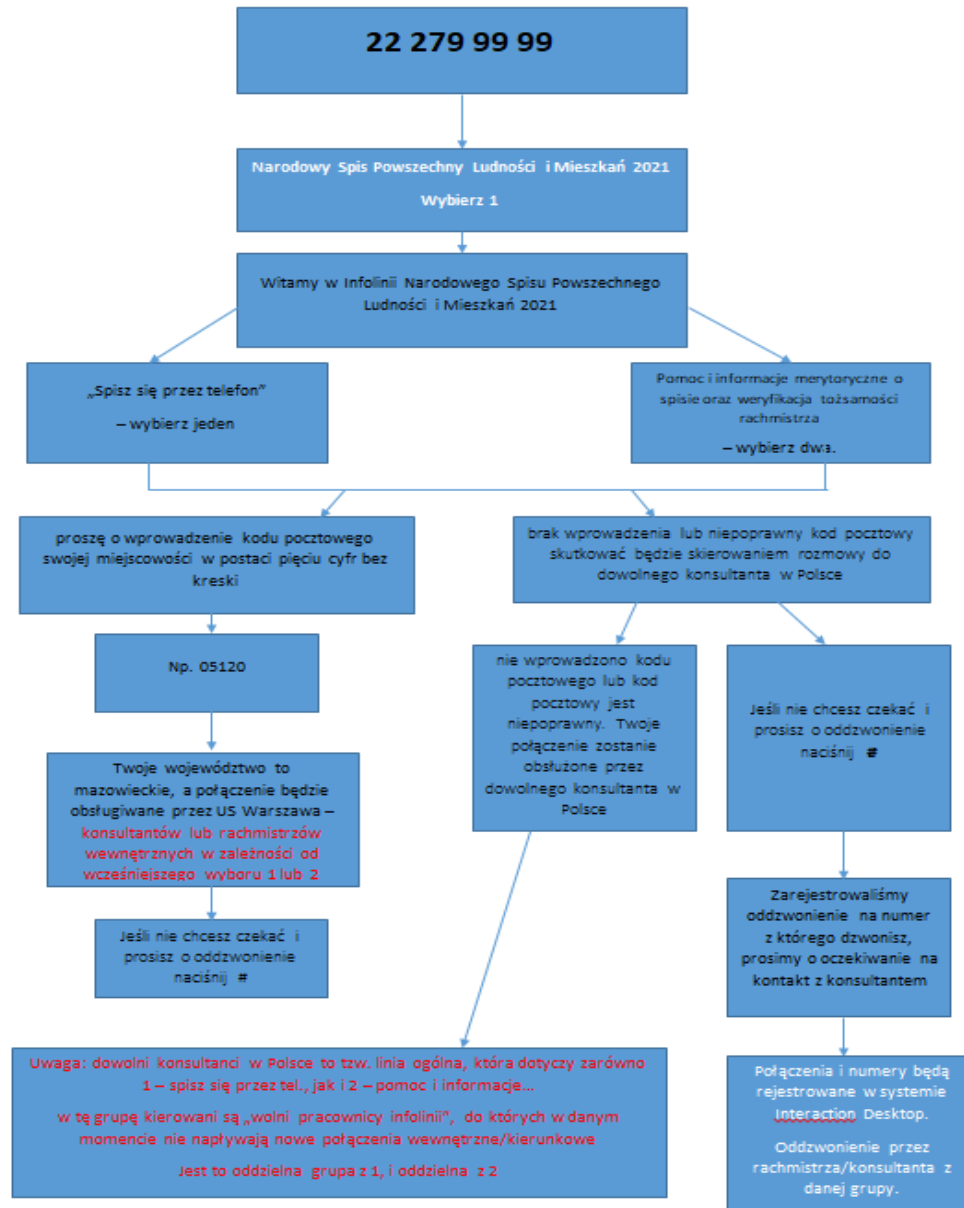 22 279 99 99
Narodowy Spis Powszechny Ludności i Mieszkań 2021
Wybierz 1
Witamy w Infolinii Narodowego Spisu Powszechnego
Ludności i Mieszkań 2021
„Spisz się przez telefon”
– wybierz jeden
Pomoc i informacje merytoryczne o
spisie oraz weryfikacja tożsamości
rachmistrza
– wybierz dwa.
proszę o wprowadzenie kodu pocztowego
swojej miejscowości w postaci pięciu cyfr bez
kreski
brak wprowadzenia lub niepoprawny kod pocztowy
skutkować będzie skierowaniem rozmowy do
dowolnego konsultanta w Polsce
Np. 05120
nie wprowadzono kodu
pocztowego lub kod
pocztowy jest
niepoprawny. Twoje
połączenie zostanie
obsłużone przez
dowolnego konsultanta w
Polsce
Jeśli nie chcesz czekać i
prosisz o oddzwonienie
naciśnij #
Twoje województwo to
mazowieckie, a połączenie będzie
obsługiwane przez US Warszawa –
konsultantów lub rachmistrzów
wewnętrznych w zależności od
wcześniejszego wyboru 1 lub 2
Jeśli nie chcesz czekać i
prosisz o oddzwonienie
naciśnij #
Zarejestrowaliśmy
oddzwonienie na numer
z którego dzwonisz,
prosimy o oczekiwanie na
kontakt z konsultantem
Uwaga: dowolni konsultanci w Polsce to tzw. linia ogólna, która dotyczy zarówno
1 – spisz się przez tel., jak i 2 – pomoc i informacje...
w tę grupę kierowani są „wolni pracownicy infolinii”, do których w danym
momencie nie napływają nowe połączenia wewnętrzne/kierunkowe
Jest to oddzielna grupa z 1, i oddzielna z 2
Połączenia i numery będą
rejestrowane w systemie
Interaction Desktop.
Oddzwonienie przez
rachmistrza/konsultanta z
danej grupy.